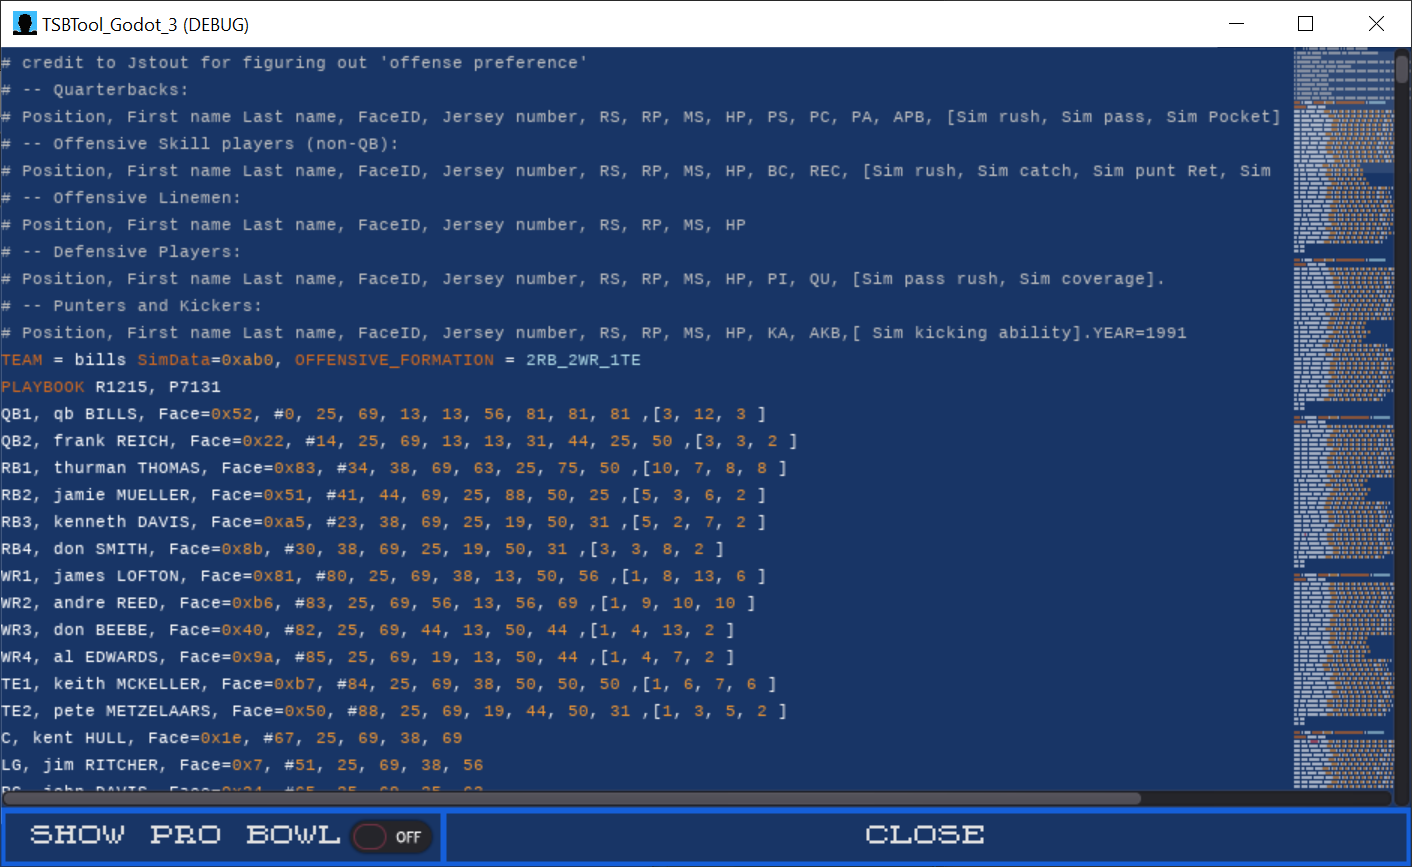 TSBTool_Godot_3 (DEBUG)
# credit to Jstout for figuring out 'offense preference'
# -- Quarterbacks:
# Position, First name Last name, FaceID, Jersey number, RS, RP, MS, HP, PS, PC, PA, APB, [Sim rush, Sim pass, Sim Pocket]
# -- Offensive Skill players (non-QB):
# Position, First name Last name, FaceID, Jersey number, RS, RP, MS, HP, BC, REC, [Sim rush, Sim catch, Sim punt Ret, Sim
# -- Offensive Linemen:
# Position, First name Last name, FaceID, Jersey number, RS, RP, MS, HP
# -- Defensive Players:
# Position, First name Last name, FaceID, Jersey number, RS, RP, MS, HP, PI, QU, [Sim pass rush, Sim coverage].
# -- Punters and Kickers:
# Position, First name Last name, FaceID, Jersey number, RS, RP, MS, HP, KA, AKB,[ Sim kicking ability].YEAR=1991
TEAM = bills SimData=0xab0, OFFENSIVE_FORMATION = 2RB_2WR_1TE
PLAYBOOK R1215, P7131
QB1, qb BILLS, Face=0x52, #0, 25, 69, 13, 13, 56, 81, 81, 81 ,[3, 12, 3 ]
QB2, frank REICH, Face=0x22, #14, 25, 69, 13, 13, 31, 44, 25, 50 ,[3, 3, 2 ]
RB1, thurman THOMAS, Face=0x83, #34, 38, 69, 63, 25, 75, 50 ,[10, 7, 8, 8 ]
RB2, jamie MUELLER, Face=0x51, #41, 44, 69, 25, 88, 50, 25 ,[5, 3, 6, 2 ]
RB3, kenneth DAVIS, Face=0xa5, #23, 38, 69, 25, 19, 50, 31 ,[5, 2, 7, 2 ]
RB4, don SMITH, Face=0x8b, #30, 38, 69, 25, 19, 50, 31 ,[3, 3, 8, 2 ]
WR1, james LOFTON, Face=0x81, #80, 25, 69, 38, 13, 50, 56 ,[1, 8, 13, 6 ]
WR2, andre REED, Face=0xb6, #83, 25, 69, 56, 13, 56, 69 ,[1, 9, 10, 10 ]
WR3, don BEEBE, Face=0x40, #82, 25, 69, 44, 13, 50, 44 ,[1, 4, 13, 2 ]
WR4, al EDWARDS, Face=0x9a, #85, 25, 69, 19, 13, 50, 44 ,[1, 4, 7, 2 ]
TE1, keith MCKELLER, Face=0xb7, #84, 25, 69, 38, 50, 50, 50 ,[1, 6, 7, 6 ]
TE2, pete METZELAARS, Face=0x50, #88, 25, 69, 19, 44, 50, 31 ,[1, 3, 5, 2 ]
C, kent HULL, Face=0x1e, #67, 25, 69, 38, 69
LG, jim RITCHER, Face=0x7, #51, 25, 69, 38, 56
SHOW PRO BOWL OFF
CLOSE